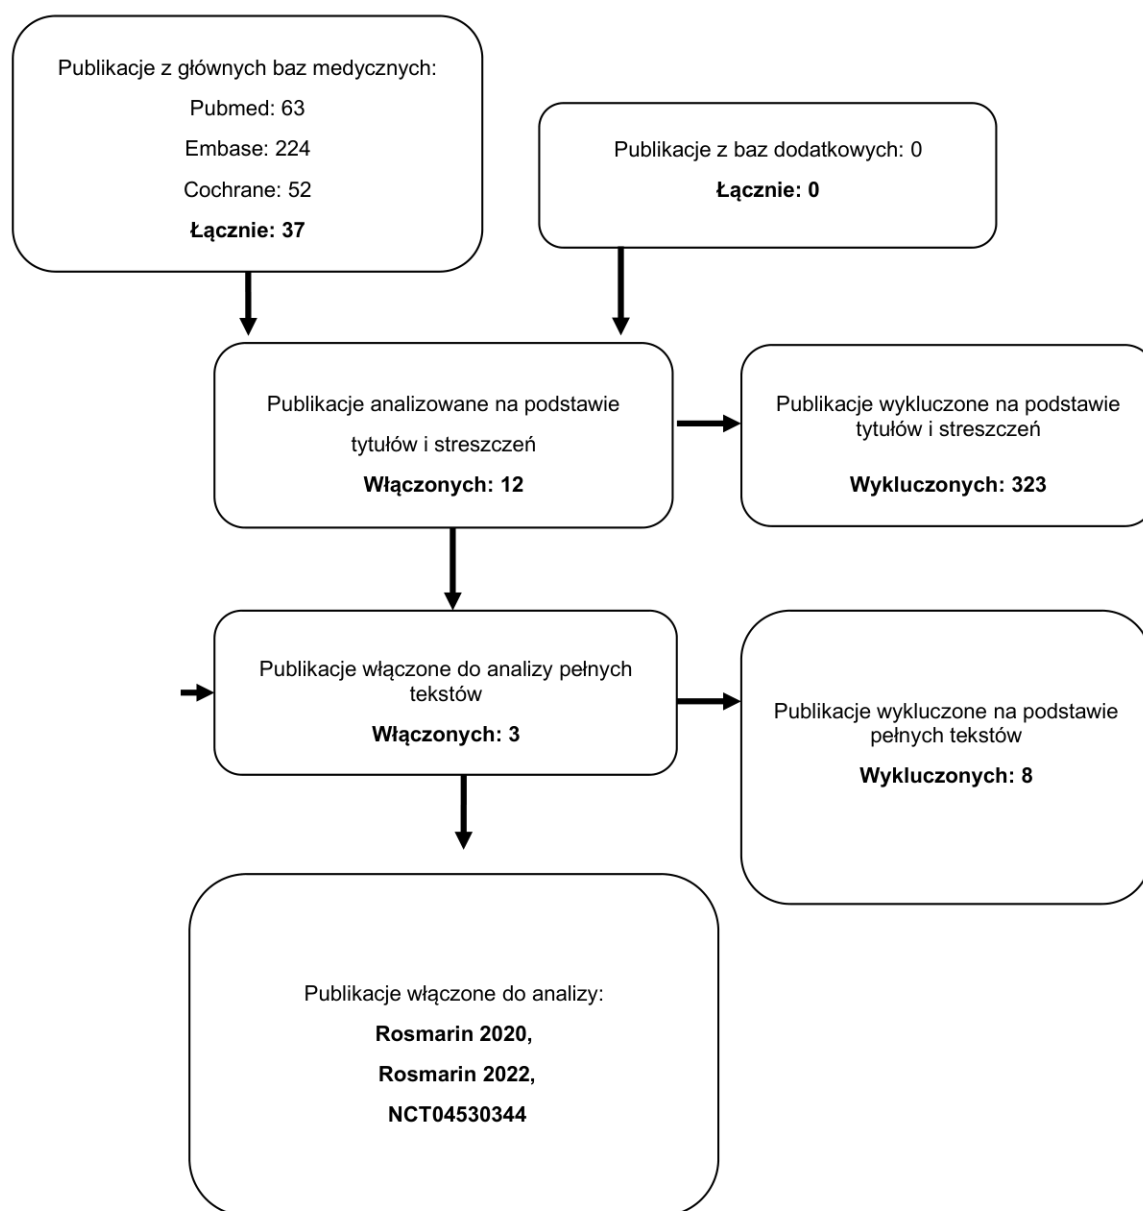 Publikacje z głównych baz medycznych:
Pubmed: 63
Embase: 224
Cochrane: 52
Łącznie: 37
Publikacje z baz dodatkowych: 0
Łącznie: 0
Publikacje analizowane na podstawie
tytułów i streszczeń
Włączonych: 12
Publikacje wykluczone na podstawie
tytułów i streszczeń
Wykluczonych: 323
Publikacje włączone do analizy pełnych
tekstów
Włączonych: 3
Publikacje wykluczone na podstawie
pełnych tekstów
Wykluczonych: 8
Publikacje włączone do analizy:
Rosmarin 2020,
Rosmarin 2022,
NCT04530344